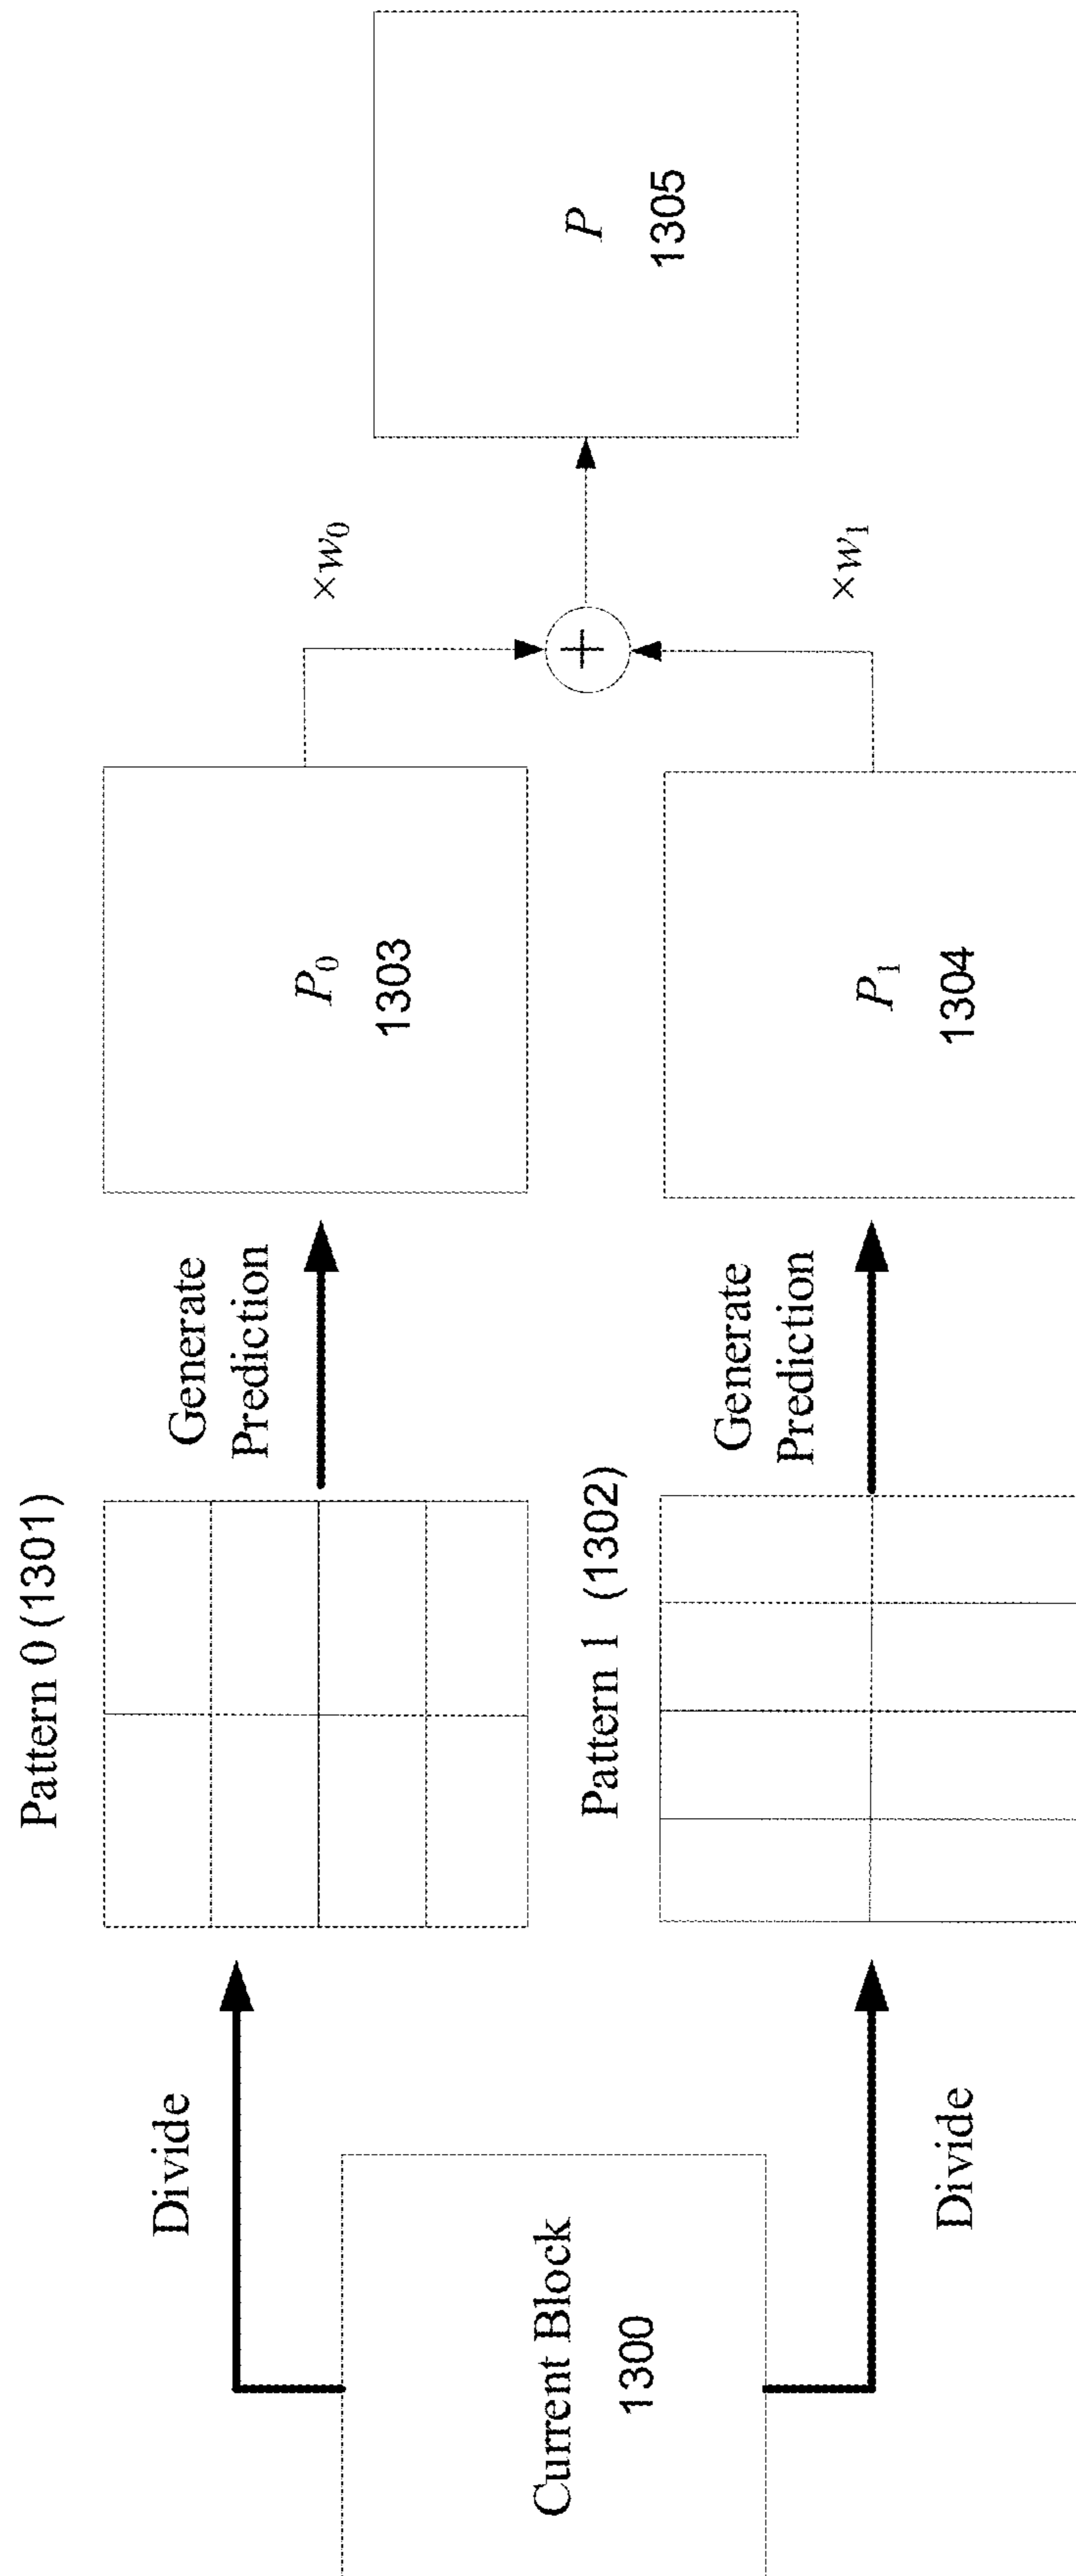 Current Block
1300
Divide
Divide
Pattern 0 (1301)
Pattern 1 (1302)
Generate
Prediction
Generate
Prediction
P0
1303
P1
1304
×w0
×w1
+
P
1305